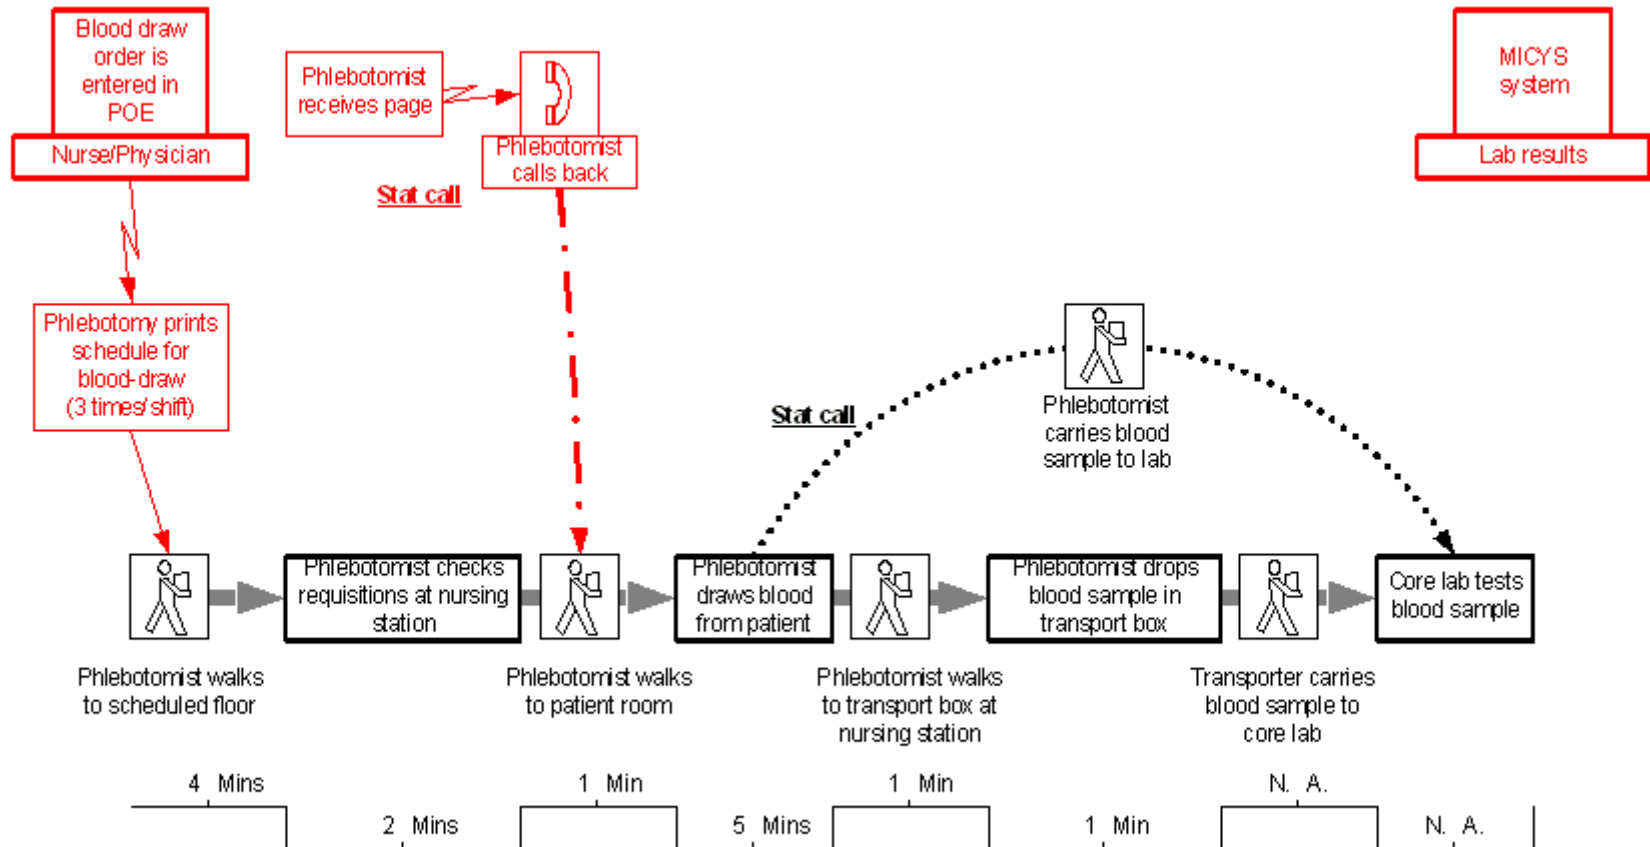 Blood draw
order is
entered in
POE
Nurse/Physician
Phlebotomist
receives page
Phlebotomist
calls back
Stat call
MICYS
system
Lab results
Phlebotomy prints
schedule for
blood-draw
(3 times/shift)
Stat call
Phlebotomist
carries blood
sample to lab
Phlebotomist checks
requisitions at nursing
station
Phlebotomist
draws blood
from patient
Phlebotomist drops
blood sample in
transport box
Core lab tests
blood sample
Phlebotomist walks
to scheduled floor
Phlebotomist walks
to patient room
Phlebotomist walks
to transport box at
nursing station
Transporter carries
blood sample to
core lab
4 Mins
2 Mins
1 Min
5 Mins
1 Min
1 Min
N. A.
N. A.